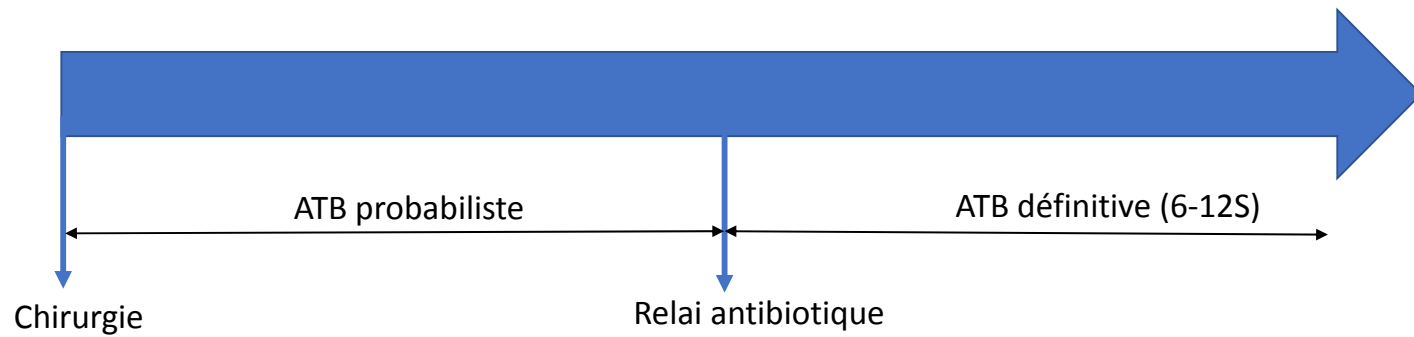 ATB probabiliste
ATB définitive (6-12S)
Chirurgie
Relai antibiotique